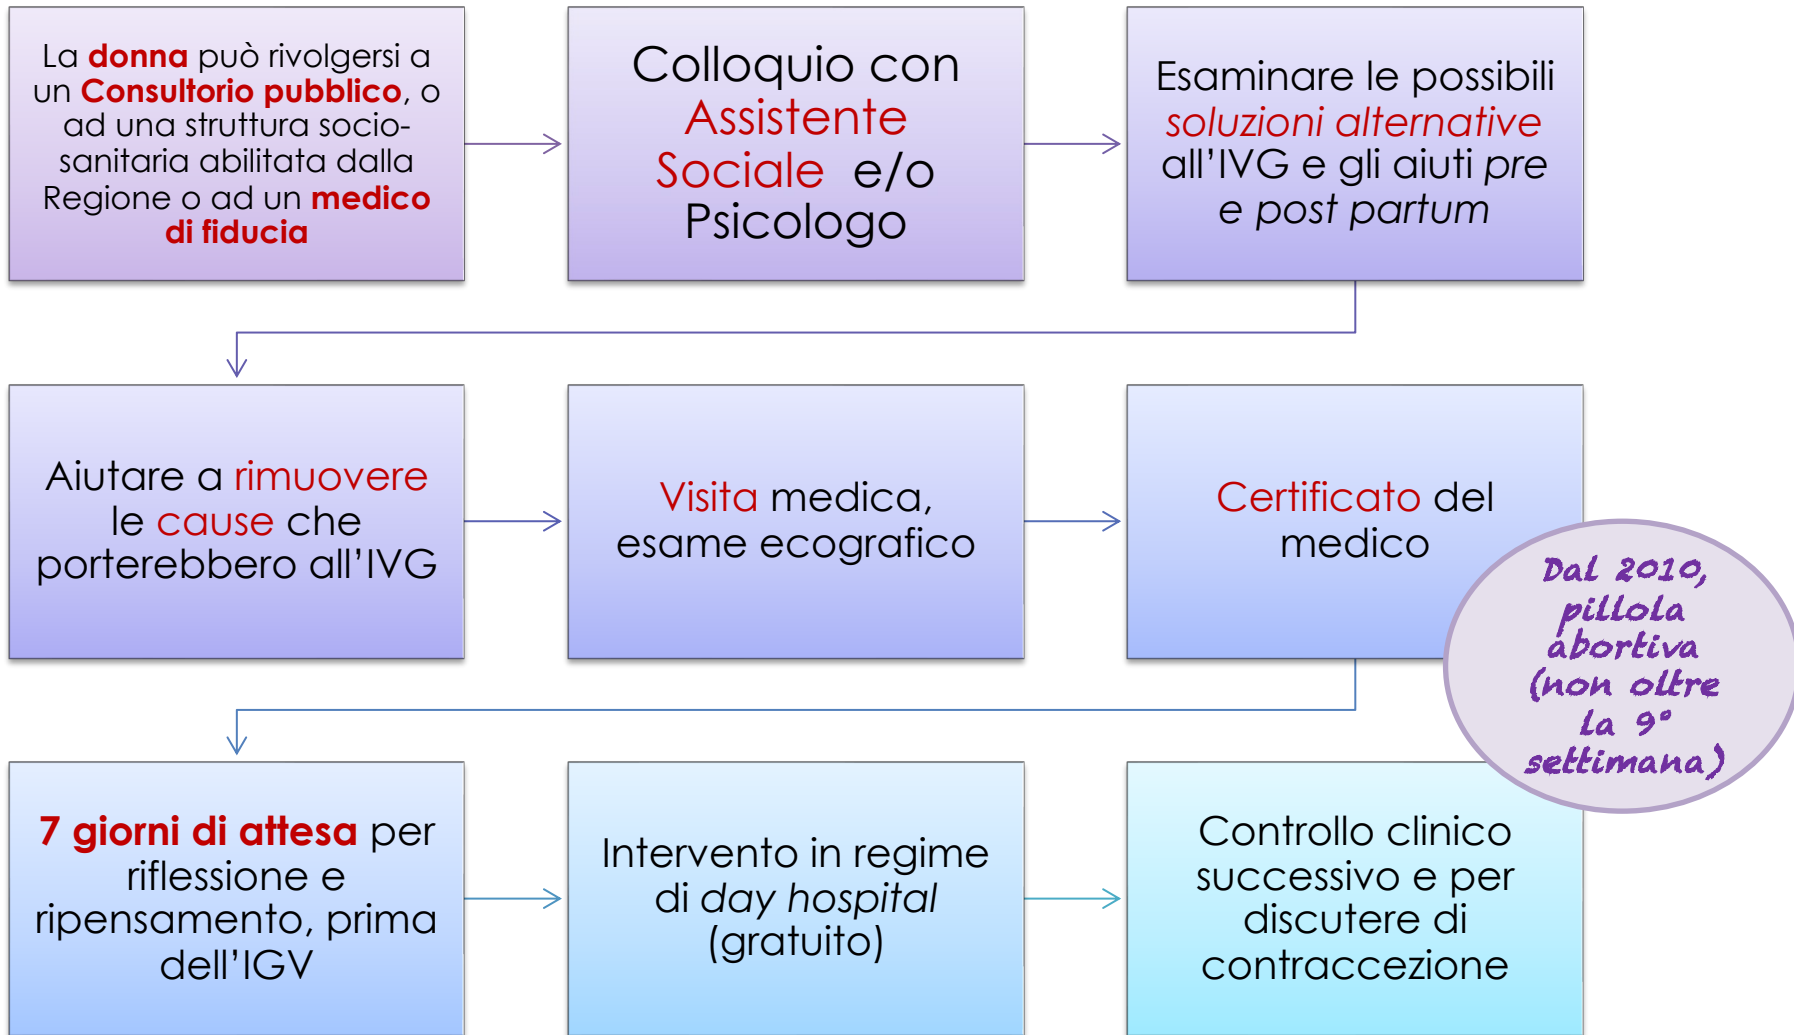 La donna può rivolgersi a
un Consultorio pubblico, o
ad una struttura socio-
sanitaria abilitata dalla
Regione o ad un medico
di fiducia
Colloquio con
Assistente
Sociale e/o
Psicologo
Esaminare le possibili
soluzioni alternative
all'IVG e gli aiuti pre
e post partum
Aiutare a rimuovere
le cause che
porterebbero all'IVG
Visita medica,
esame ecografico
Certificato del
medico
Dal 2010,
pillola
abortiva
(non oltre
la 9°
settimana)
7 giorni di attesa per
riflessione e
ripensamento, prima
dell'IGV
Intervento in regime
di day hospital
(gratuito)
Controllo clinico
successivo e per
discutere di
contraccezione